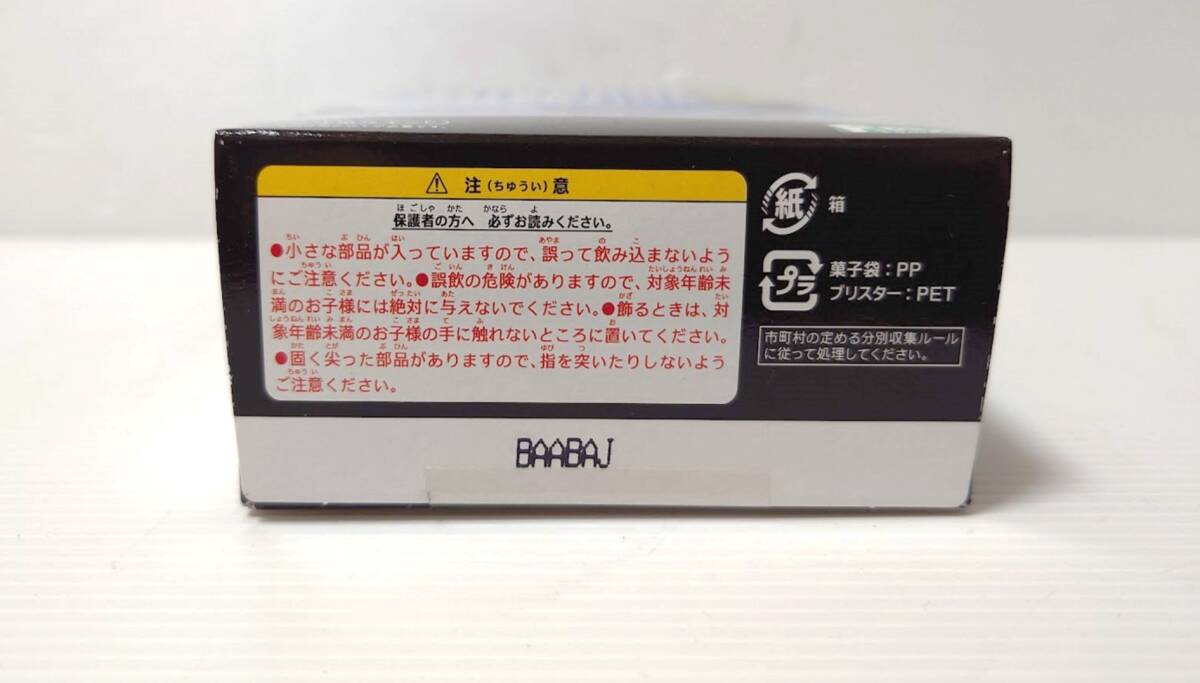 ⚠ 注(ちゅうい)意
保護者の方へ 必ずお読みください。
●小さな部品が入っていますので、誤って飲み込まないよう
にご注意ください。●誤飲の危険がありますので、対象年齢未
満のお子様には絶対に与えないでください。●飾るときは、対
象年齢未満のお子様の手に触れないところに置いてください。
●固く尖った部品がありますので、指を突いたりしないよう
ご注意ください。
紙 箱
プラ 菓子袋:PP
ブリスター:PET
市町村の定める分別収集ルール
に従って処理してください。
BAABAJ